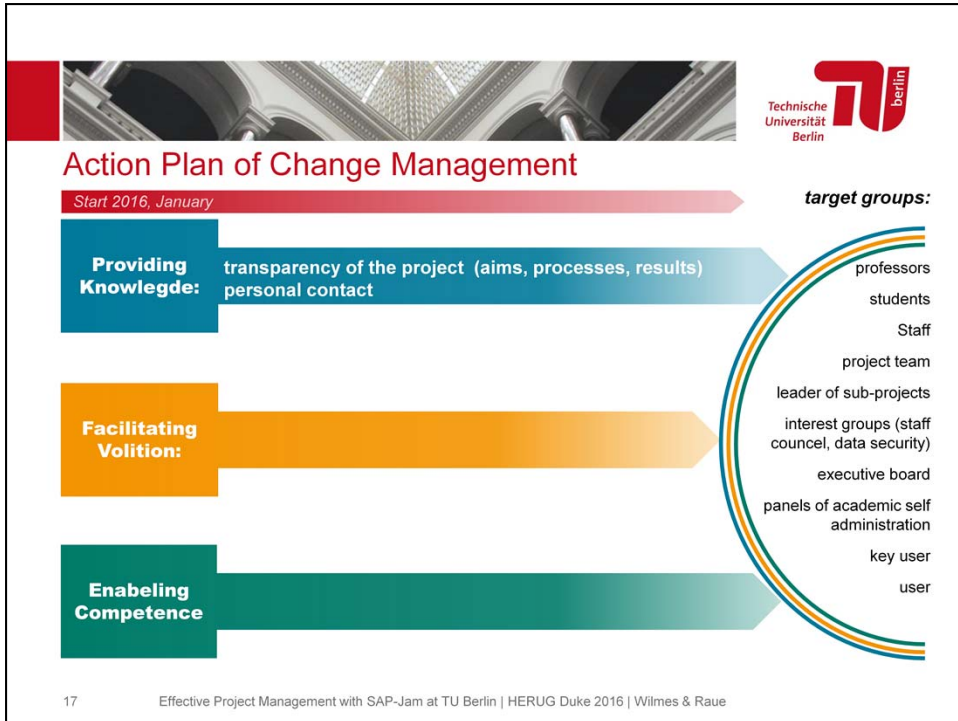 Technische
Universität
Berlin
berlin
Action Plan of Change Management
Start 2016, January
target groups:
Providing
Knowlegde:
transparency of the project (aims, processes, results)
personal contact
Facilitating
Volition:
Enabeling
Competence
professors
students
Staff
project team
leader of sub-projects
interest groups (staff
councel, data security)
executive board
panels of academic self
administration
key user
user
17
Effective Project Management with SAP-Jam at TU Berlin | HERUG Duke 2016 | Wilmes & Raue